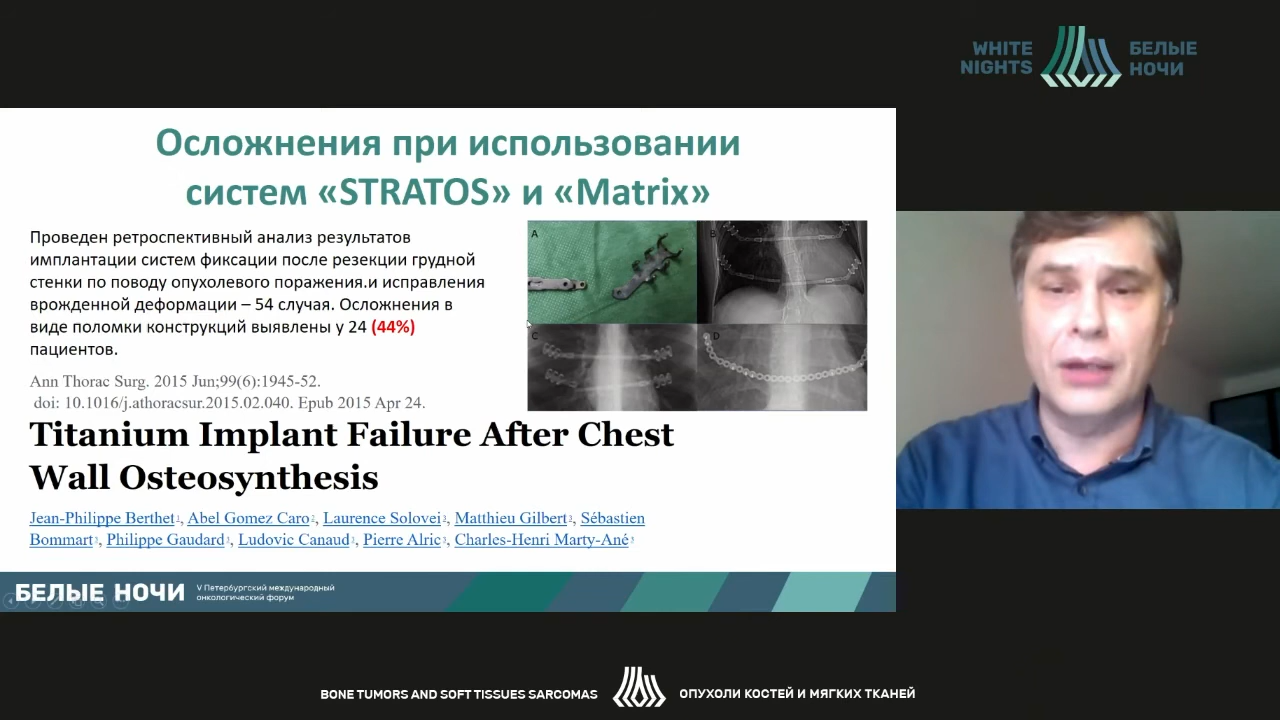 WHITE
NIGHTS
БЕЛЫЕ
НОЧИ
Осложнения при использовании
систем «STRATOS» и «Matrix»
Проведен ретроспективный анализ результатов
имплантации систем фиксации после резекции грудной
стенки по поводу опухолевого поражения.и исправления
врожденной деформации – 54 случая. Осложнения в
виде поломки конструкций выявлены у 24 (44%)
пациентов.
A
B
C
D
Ann Thorac Surg. 2015 Jun;99(6):1945-52.
doi: 10.1016/j.athoracsur.2015.02.040. Epub 2015 Apr 24.
Titanium Implant Failure After Chest
Wall Osteosynthesis
Jean-Philippe Berthet, Abel Gomez Caro, Laurence Solovei, Matthieu Gilbert, Sébastien
Bommart, Philippe Gaudard, Ludovic Canaud, Pierre Alric, Charles-Henri Marty-Ané
БЕЛЫЕ НОЧИ
V Петербургский международный
онкологический форум
BONE TUMORS AND SOFT TISSUES SARCOMAS
ОПУХОЛИ КОСТЕЙ И МЯГКИХ ТКАНЕЙ